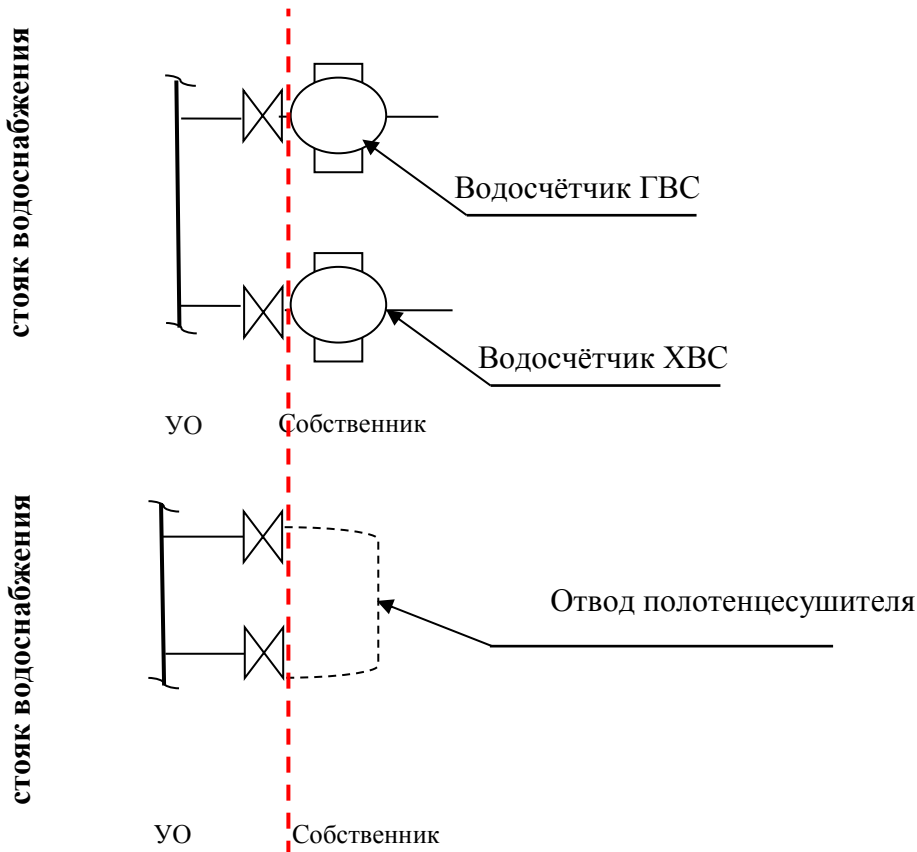 стояк водоснабжения
Водосчётчик ГВС
Водосчётчик ХВС
УО Собственник
стояк водоснабжения
Отвод полотенцесушителя
УО Собственник